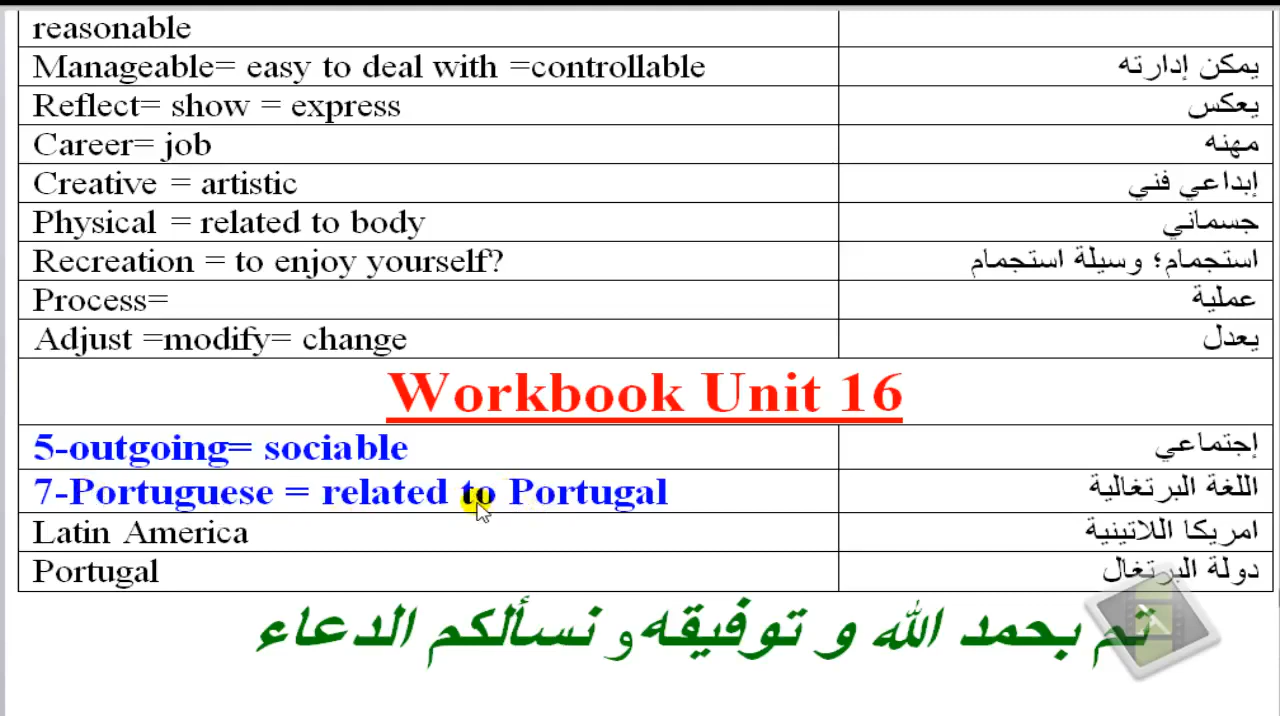 reasonable
Manageable= easy to deal with =controllable يمكن إدارته
Reflect= show = express يعكس
Career= job مهنه
Creative = artistic إبداعي فني
Physical = related to body جسماني
Recreation = to enjoy yourself? استجمام؛ وسيلة استجمام
Process= عملية
Adjust =modify= change يعدل
Workbook Unit 16
5-outgoing= sociable إجتماعي
7-Portuguese = related to Portugal اللغة البرتغالية
Latin America امريكا اللاتينية
Portugal دولة البرتغال
تم بحمد الله و توفيقه و نسألكم الدعاء